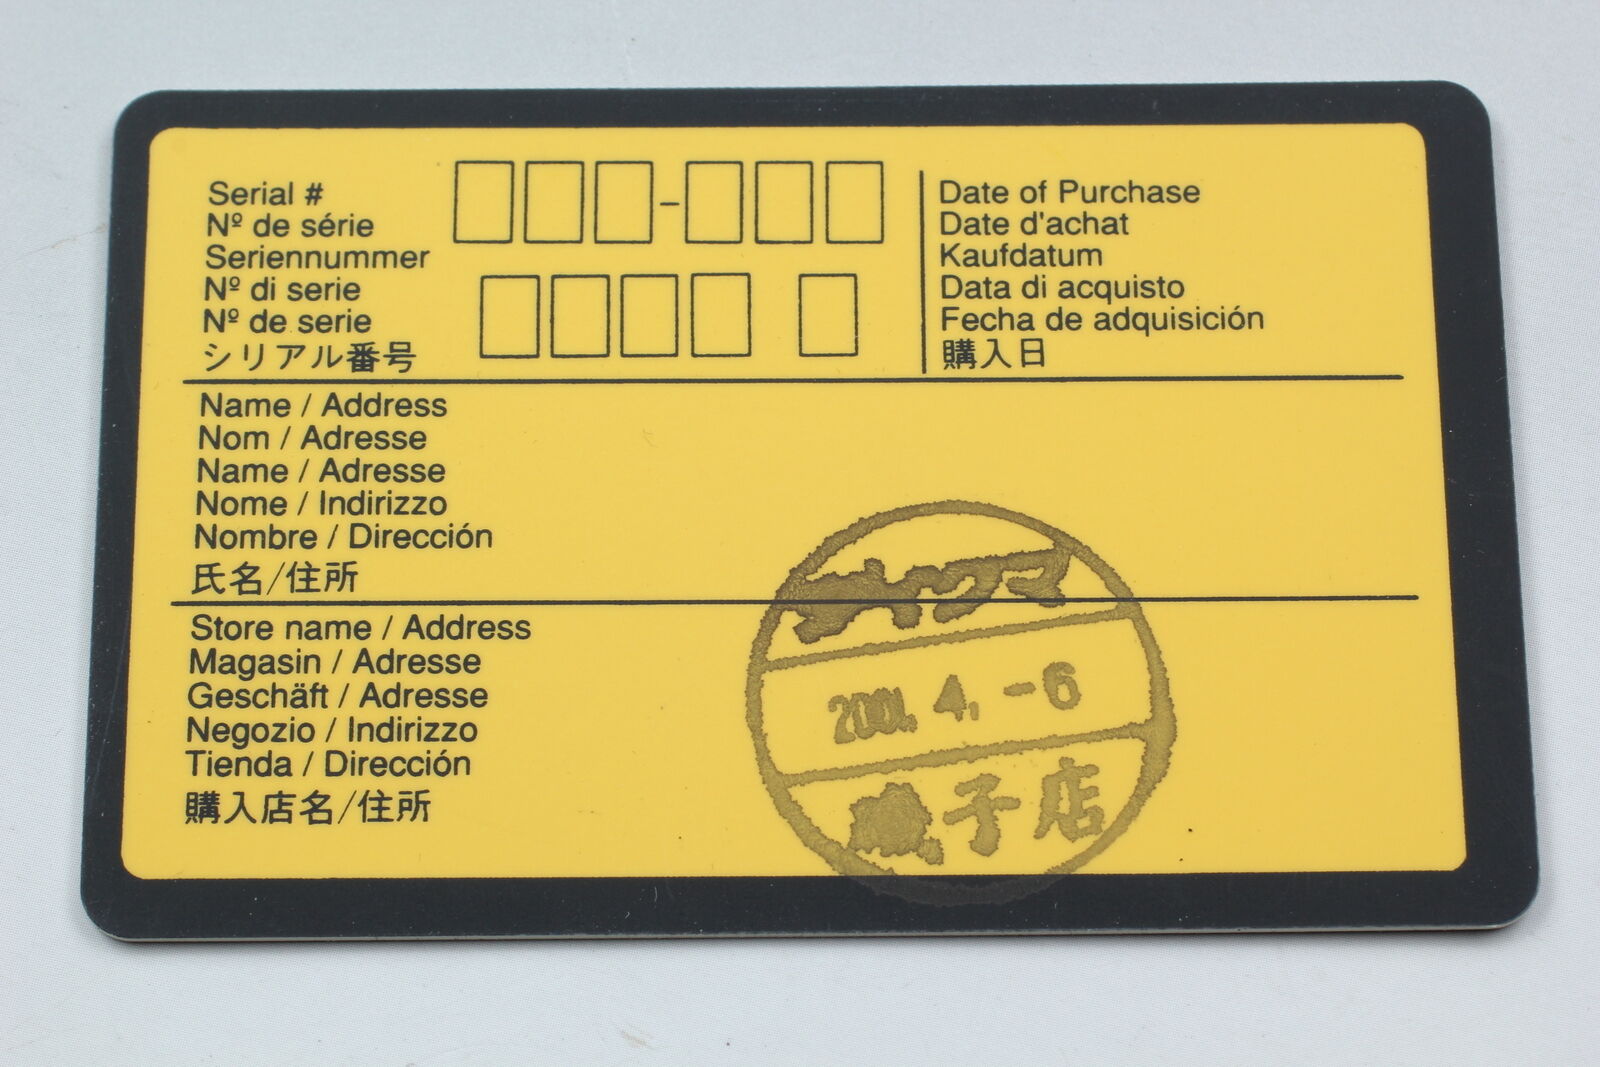 Serial #
Nº de série
Seriennummer
Nº di serie
Nº de serie
シリアル番号
-
Date of Purchase
Date d'achat
Kaufdatum
Data di acquisto
Fecha de adquisición
購入日
Name / Address
Nom / Adresse
Name / Adresse
Nome / Indirizzo
Nombre / Dirección
氏名/住所
Store name / Address
Magasin / Adresse
Geschäft / Adresse
Negozio / Indirizzo
Tienda / Dirección
購入店名/住所
2001. 4. -6
子店